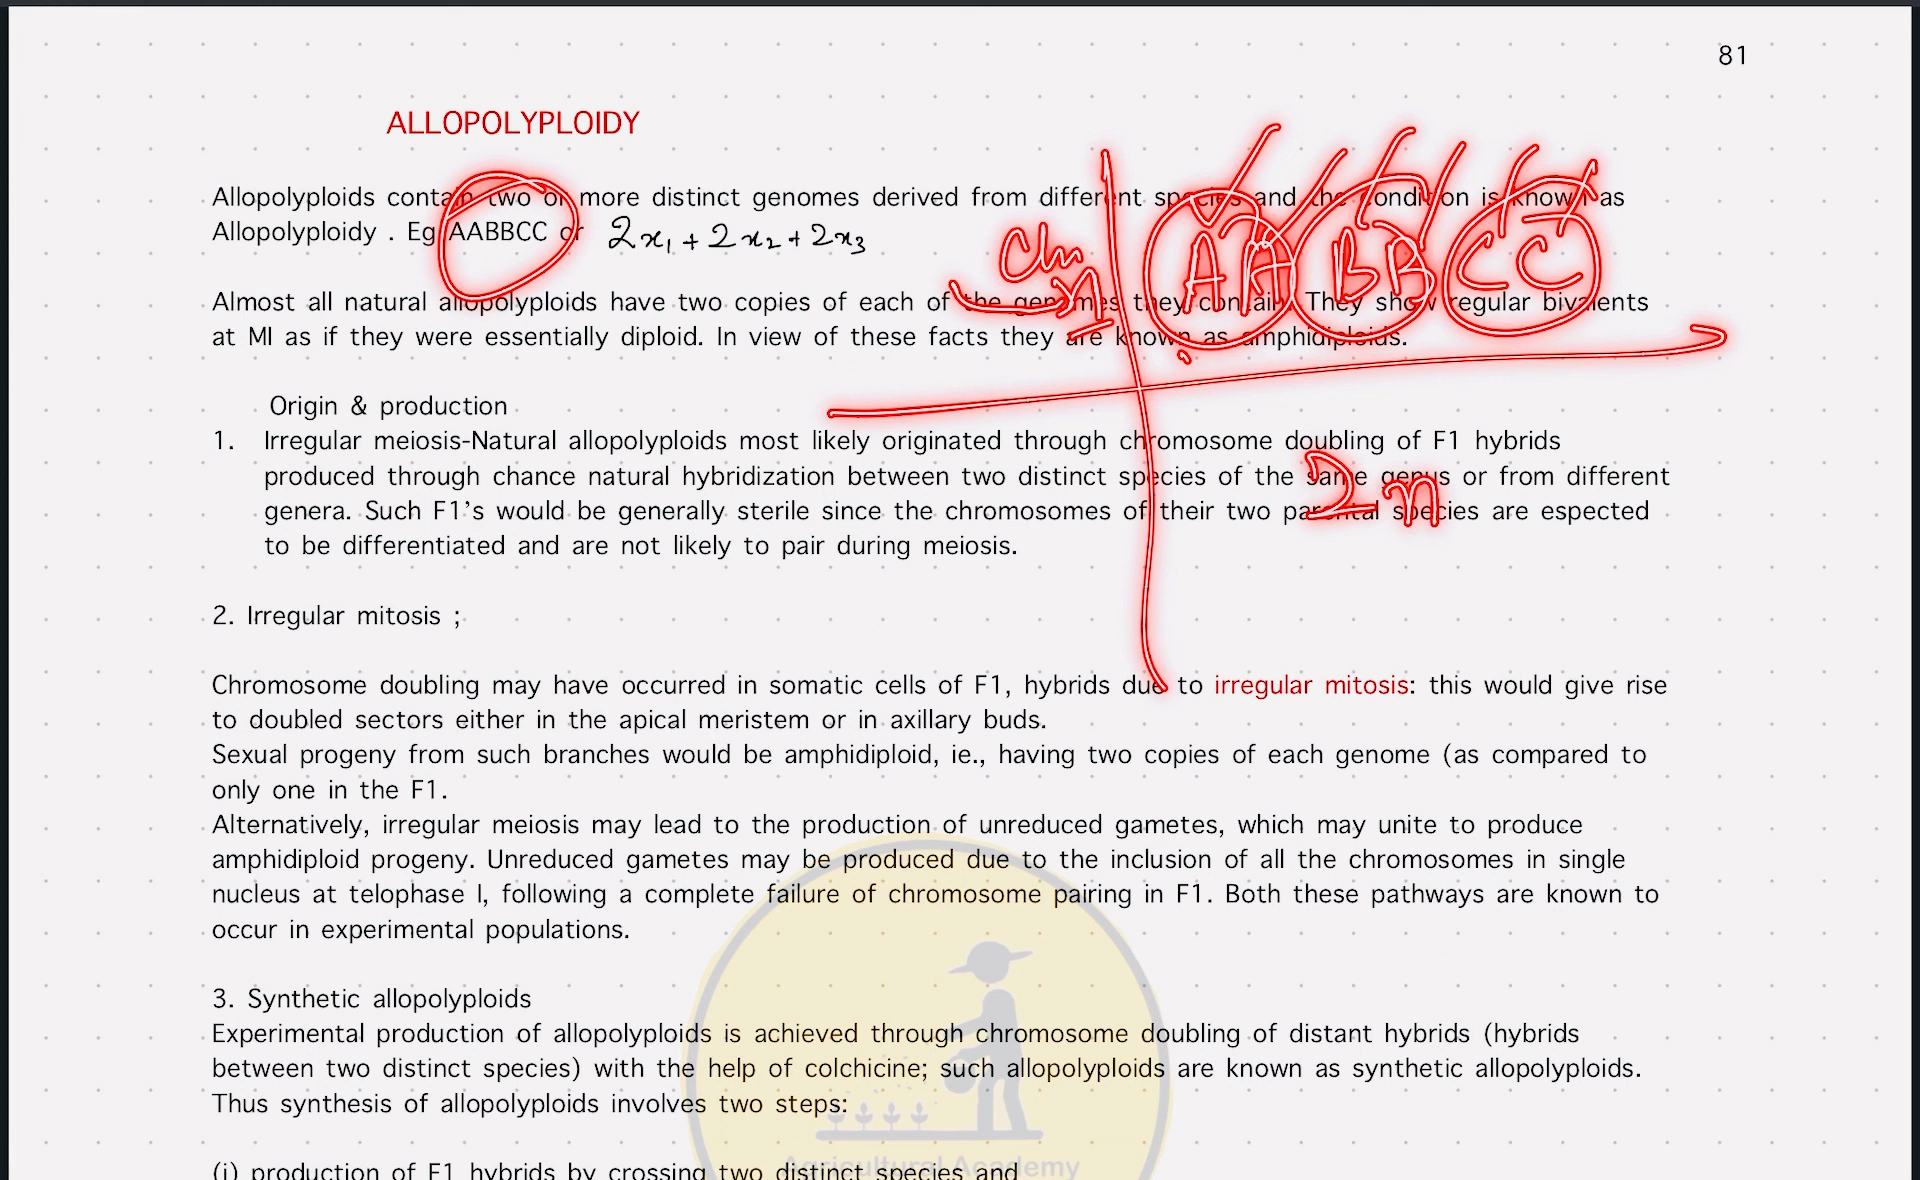 81
ALLOPOLYPLOIDY
Allopolyploids contain two or more distinct genomes derived from different species and the condition is known as
Allopolyploidy . Eg AABBCC or 2x₁ + 2x₂ + 2x₃
AA BB CC
Almost all natural allopolyploids have two copies of each of the genomes they contain. They show regular bivalents
at MI as if they were essentially diploid. In view of these facts they are known as amphidiploids.
Origin & production
1. Irregular meiosis-Natural allopolyploids most likely originated through chromosome doubling of F1 hybrids
produced through chance natural hybridization between two distinct species of the same genus or from different
2n
genera. Such F1's would be generally sterile since the chromosomes of their two parental species are espected
to be differentiated and are not likely to pair during meiosis.
2. Irregular mitosis ;
Chromosome doubling may have occurred in somatic cells of F1, hybrids due to irregular mitosis: this would give rise
to doubled sectors either in the apical meristem or in axillary buds.
Sexual progeny from such branches would be amphidiploid, ie., having two copies of each genome (as compared to
only one in the F1.
Alternatively, irregular meiosis may lead to the production of unreduced gametes, which may unite to produce
amphidiploid progeny. Unreduced gametes may be produced due to the inclusion of all the chromosomes in single
nucleus at telophase I, following a complete failure of chromosome pairing in F1. Both these pathways are known to
occur in experimental populations.
3. Synthetic allopolyploids
Experimental production of allopolyploids is achieved through chromosome doubling of distant hybrids (hybrids
between two distinct species) with the help of colchicine; such allopolyploids are known as synthetic allopolyploids.
Thus synthesis of allopolyploids involves two steps:
(i) production of F1 hybrids by crossing two distinct species and
Agricultural Academy